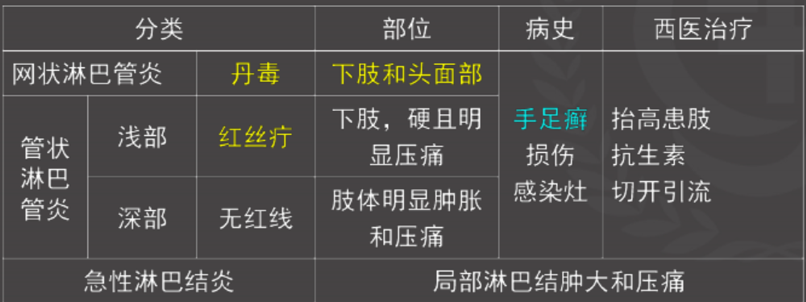 分类 部位 病史 西医治疗
网状淋巴管炎 丹毒 下肢和头面部
管状
淋巴
管炎
浅部 红丝疔
下肢，硬且明
显压痛
深部 无红线
肢体明显肿胀
和压痛
手足癣
损伤
感染灶
抬高患肢
抗生素
切开引流
急性淋巴结炎 局部淋巴结肿大和压痛